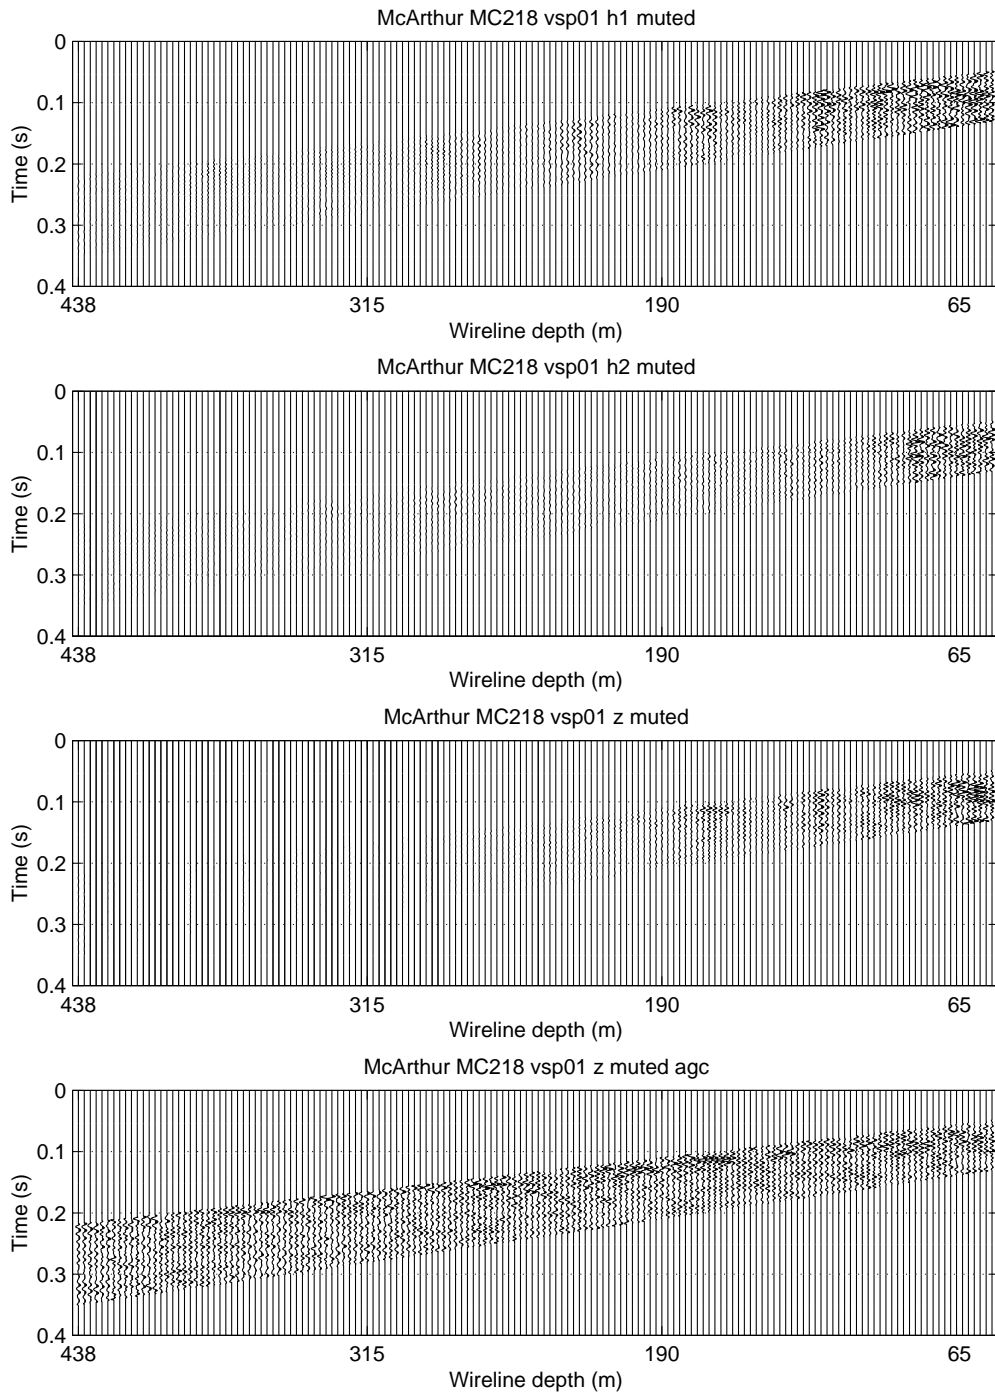 McArthur MC218 vsp01 h1 muted
0
0.1
0.2
0.3
0.4
Time (s)
438 315 190 65
Wireline depth (m)
McArthur MC218 vsp01 h2 muted
0
0.1
0.2
0.3
0.4
Time (s)
438 315 190 65
Wireline depth (m)
McArthur MC218 vsp01 z muted
0
0.1
0.2
0.3
0.4
Time (s)
438 315 190 65
Wireline depth (m)
McArthur MC218 vsp01 z muted agc
0
0.1
0.2
0.3
0.4
Time (s)
438 315 190 65
Wireline depth (m)